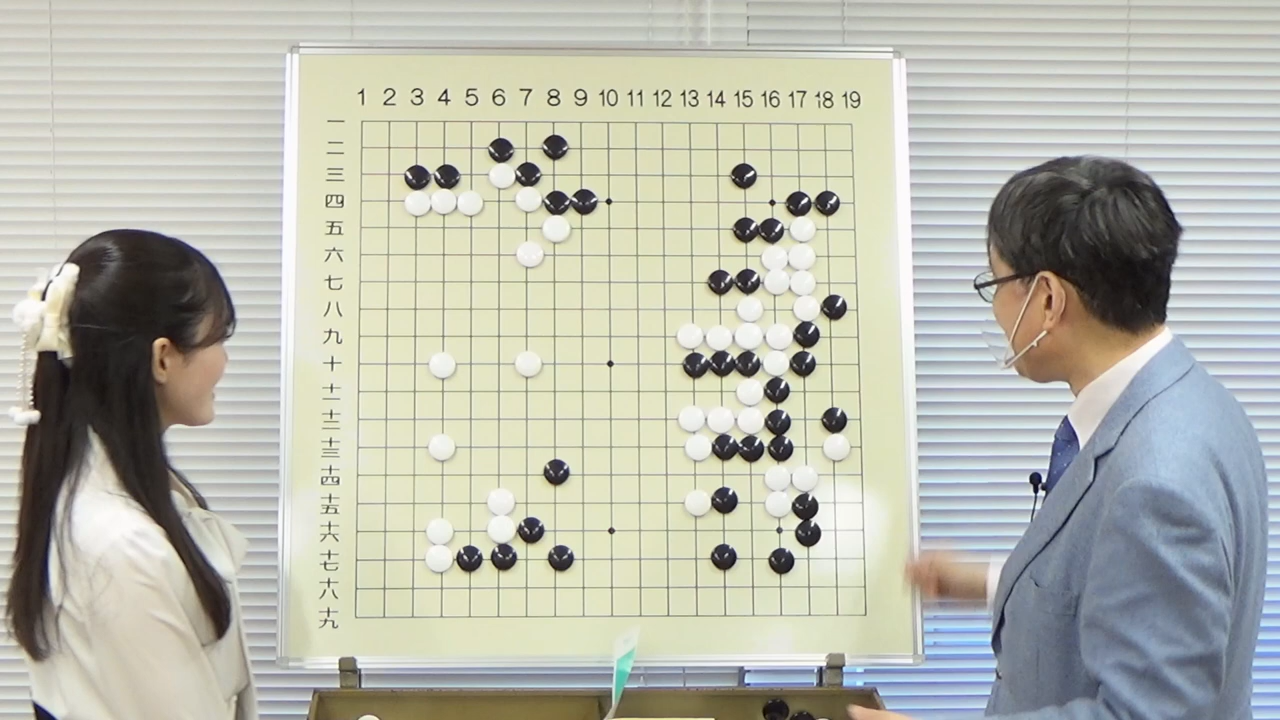 1 2 3 4 5 6 7 8 9 10 11 12 13 14 15 16 17 18 19
一
二
三
四
五
六
七
八
九
十
十一
十二
十三
十四
十五
十六
十七
十八
十九